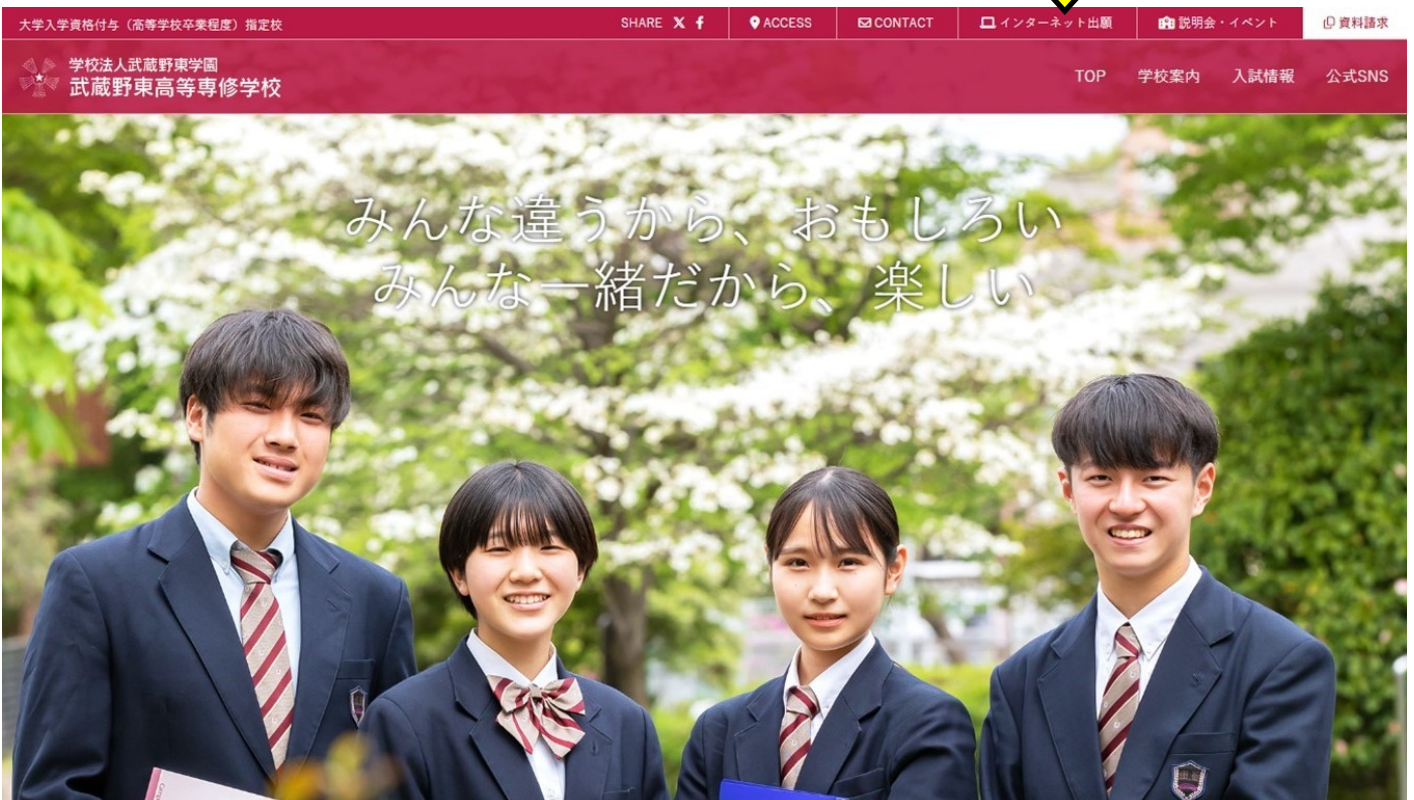 大学入学資格付与（高等学校卒業程度）指定校
SHARE X f
ACCESS
CONTACT
インターネット出願
説明会・イベント
資料請求
学校法人武蔵野東学園
武蔵野東高等専修学校
TOP
学校案内
入試情報
公式SNS
みんな違うから、おもしろい
みんな一緒だから、楽しい